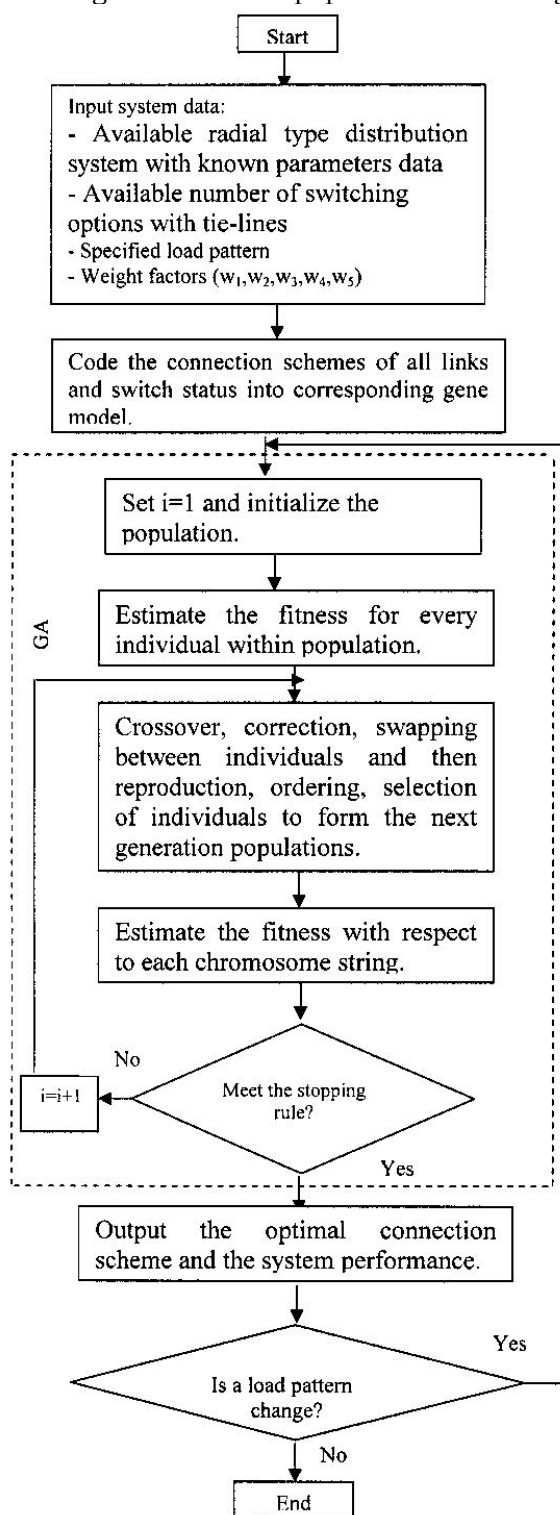 Start
Input system data:
- Available radial type distribution
system with known parameters data
- Available number of switching
options with tie-lines
- Specified load pattern
- Weight factors (w₁,w₂,w₃,w₄,w₅)
Code the connection schemes of all links
and switch status into corresponding gene
model.
Set i=1 and initialize the
population.
GA
Estimate the fitness for every
individual within population.
Crossover, correction, swapping
between individuals and then
reproduction, ordering, selection
of individuals to form the next
generation populations.
Estimate the fitness with respect
to each chromosome string.
No
i=i+1
Meet the stopping
rule?
Yes
Output the optimal connection
scheme and the system performance.
Yes
Is a load pattern
change?
No
End